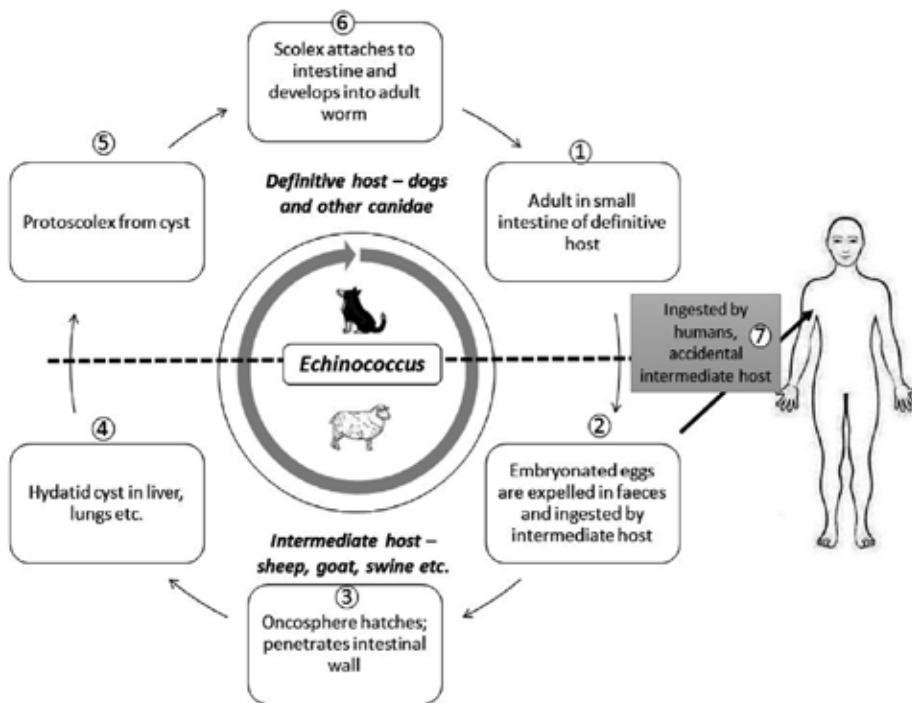 ⑥
Scolex attaches to
intestine and
develops into adult
worm
⑤
Protoscolex from cyst
Definitive host – dogs
and other canidae
①
Adult in small
intestine of definitive
host
Echinococcus
Ingested by
humans, ⑦
accidental
intermediate host
④
Hydatid cyst in liver,
lungs etc.
②
Embryonated eggs
are expelled in faeces
and ingested by
intermediate host
Intermediate host –
sheep, goat, swine etc.
③
Oncosphere hatches;
penetrates intestinal
wall